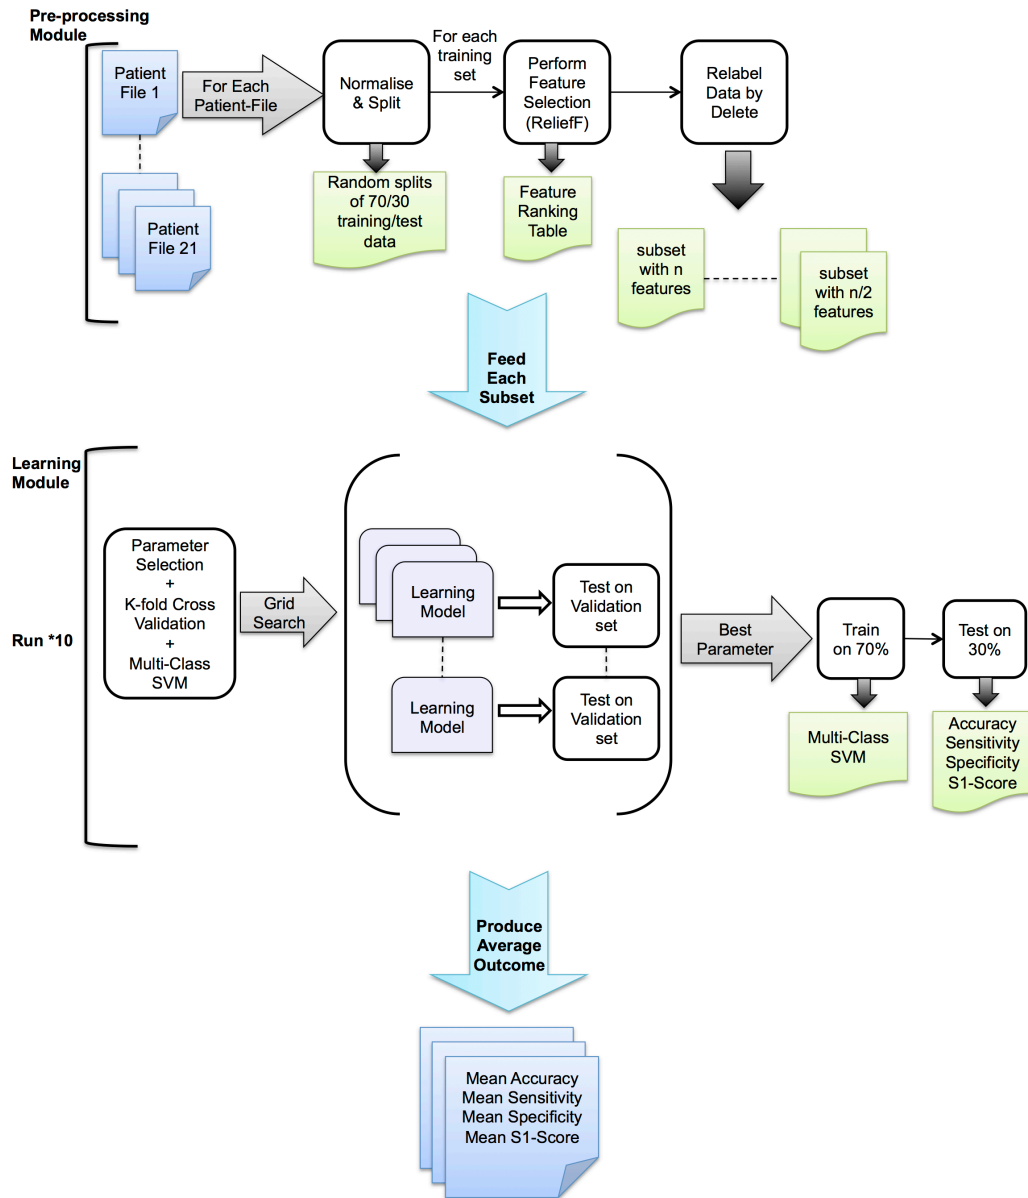 Pre-processing
Module
Patient
File 1
For Each
Patient-File
Normalise
& Split
For each
training
set
Perform
Feature
Selection
(ReliefF)
Relabel
Data by
Delete
Random splits
of 70/30
training/test
data
Feature
Ranking
Table
Patient
File 21
subset
with n
features
subset
with n/2
features
Feed
Each
Subset
Learning
Module
Run *10
Parameter
Selection
+
K-fold Cross
Validation
+
Multi-Class
SVM
Grid
Search
Learning
Model
Test on
Validation
set
Learning
Model
Test on
Validation
set
Best
Parameter
Train
on 70%
Test on
30%
Multi-Class
SVM
Accuracy
Sensitivity
Specificity
S1-Score
Produce
Average
Outcome
Mean Accuracy
Mean Sensitivity
Mean Specificity
Mean S1-Score